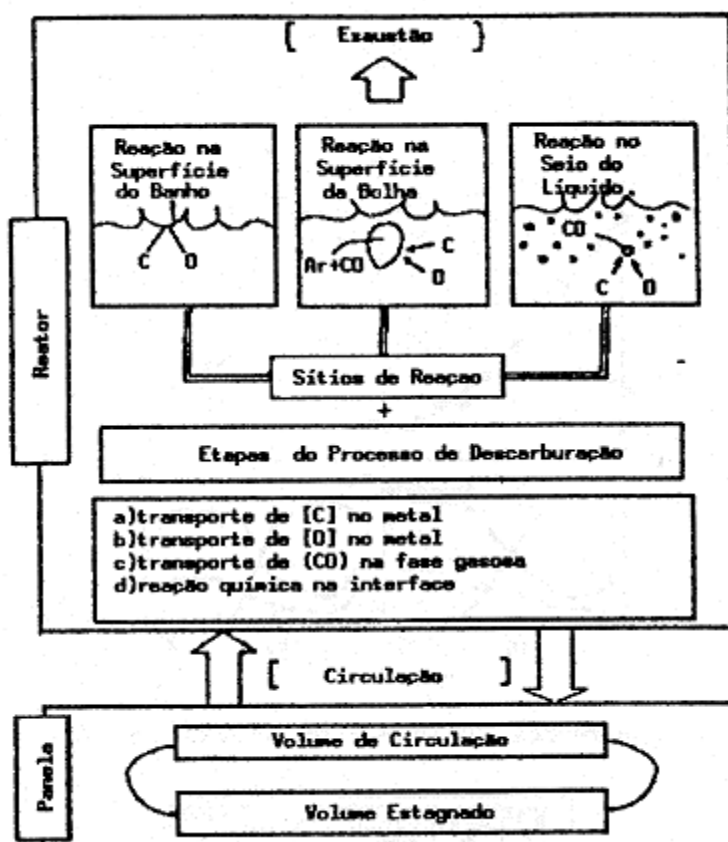 [ Exaustão ]
Reação na
Superfície
do Banho
C O
Reação na
Superfície
da Bolha
Ar+CO
C
O
Reação no
Seio do
Líquido.
CO
C O
Reator
Sítios de Reaçao
+
Etapas do Processo de Descarburação
a)transporte de [C] no metal
b)transporte de [O] no metal
c)transporte de (CO) na fase gasosa
d)reação química na interface
[ Circulação ]
Panela
Volume de Circulação
Volume Estagnado